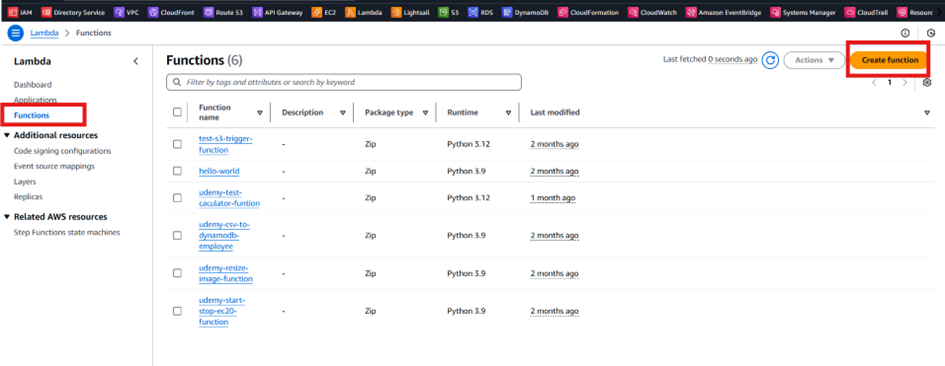 IAM Directory Service VPC CloudFront Route 53 API Gateway EC2 Lambda Lightsail S3 RDS DynamoDB CloudFormation CloudWatch Amazon EventBridge Systems Manager CloudTrail Resourc
Lambda > Functions
Lambda
Dashboard
Applications
Functions
Additional resources
Code signing configurations
Event source mappings
Layers
Replicas
Related AWS resources
Step Functions state machines
Functions (6)
Last fetched 0 seconds ago
Actions
Create function
Filter by tags and attributes or search by keyword
1
Function name Description Package type Runtime Last modified
test-s3-trigger-
function
- Zip Python 3.12 2 months ago
hello-world - Zip Python 3.9 2 months ago
udemy-test-
caculator-funtion
- Zip Python 3.12 1 month ago
udemy-csv-to-
dynamodb-
employee
- Zip Python 3.9 2 months ago
udemy-resize-
image-function
- Zip Python 3.9 2 months ago
udemy-start-
stop-ec20-
function
- Zip Python 3.9 2 months ago